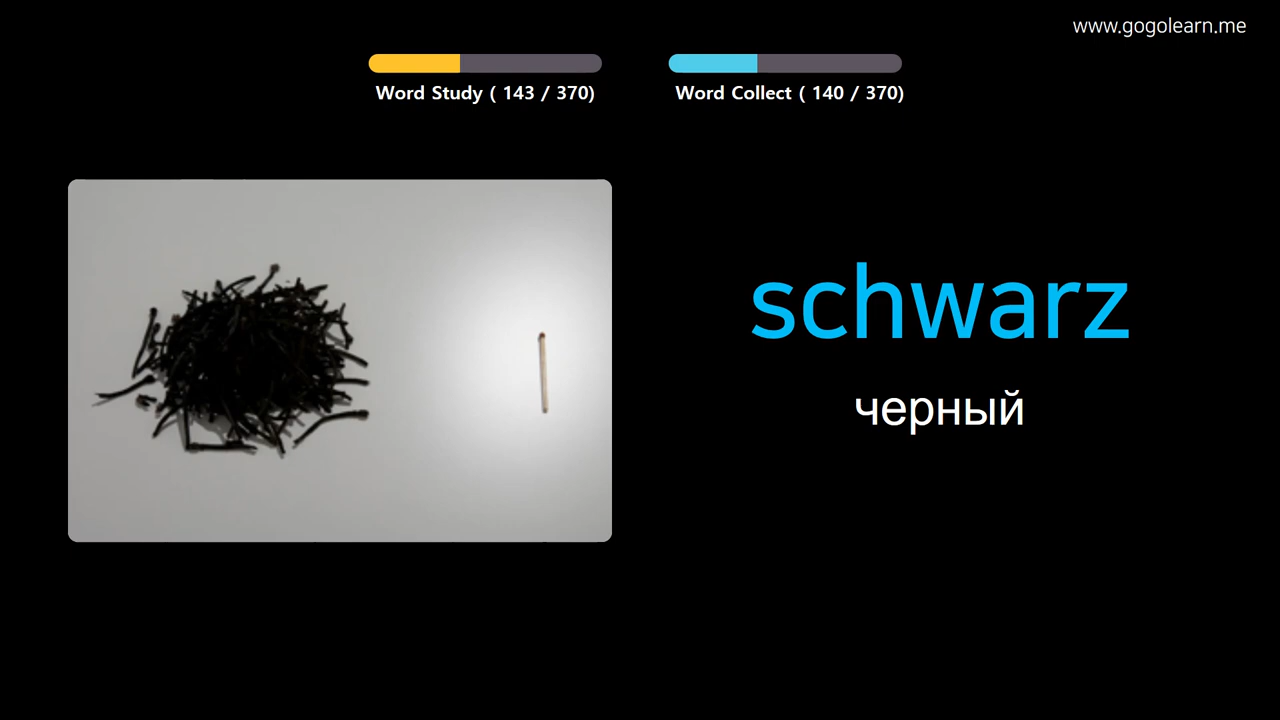 www.gogolearn.me
Word Study ( 143 / 370)
Word Collect ( 140 / 370)
schwarz
черный